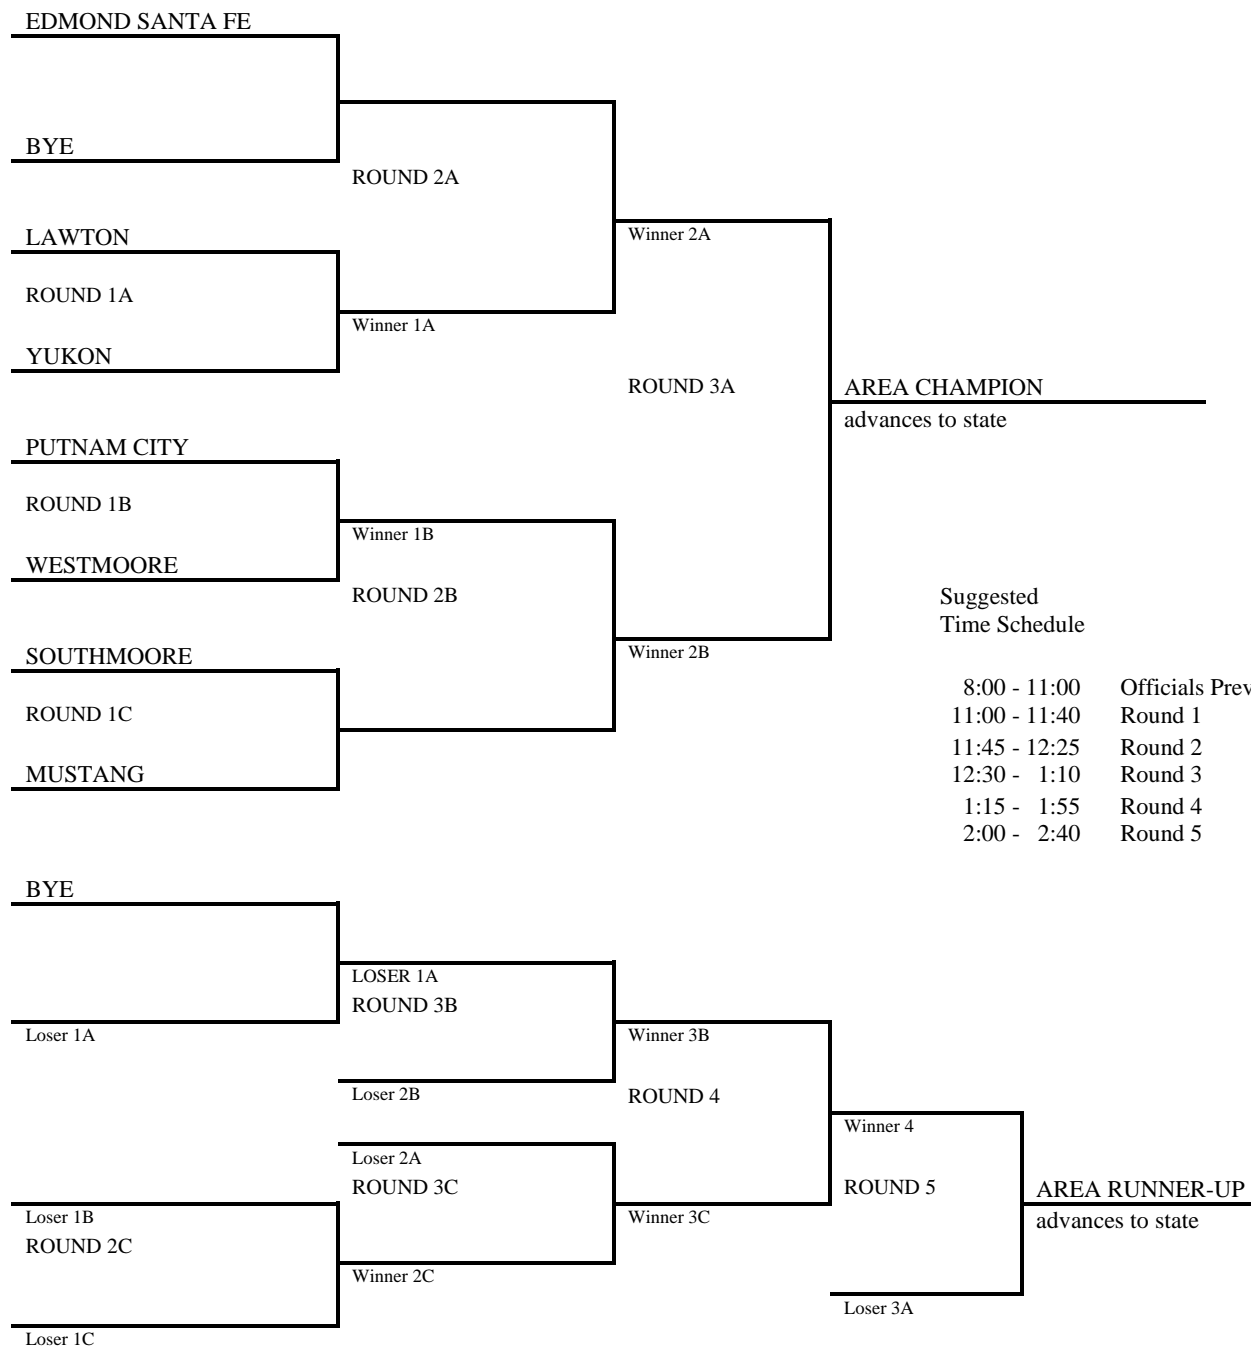 EDMOND SANTA FE
BYE
ROUND 2A
LAWTON
Winner 2A
ROUND 1A
Winner 1A
YUKON
ROUND 3A
AREA CHAMPION
advances to state
PUTNAM CITY
ROUND 1B
Winner 1B
WESTMOORE
ROUND 2B
Suggested
Time Schedule
SOUTHMOORE
Winner 2B
8:00 - 11:00 Officials Prev
ROUND 1C
11:00 - 11:40 Round 1
11:45 - 12:25 Round 2
MUSTANG
12:30 - 1:10 Round 3
1:15 - 1:55 Round 4
2:00 - 2:40 Round 5
BYE
LOSER 1A
ROUND 3B
Loser 1A
Winner 3B
Loser 2B
ROUND 4
Winner 4
Loser 2A
ROUND 3C
ROUND 5
AREA RUNNER-UP
advances to state
Loser 1B
Winner 3C
ROUND 2C
Winner 2C
Loser 3A
Loser 1C